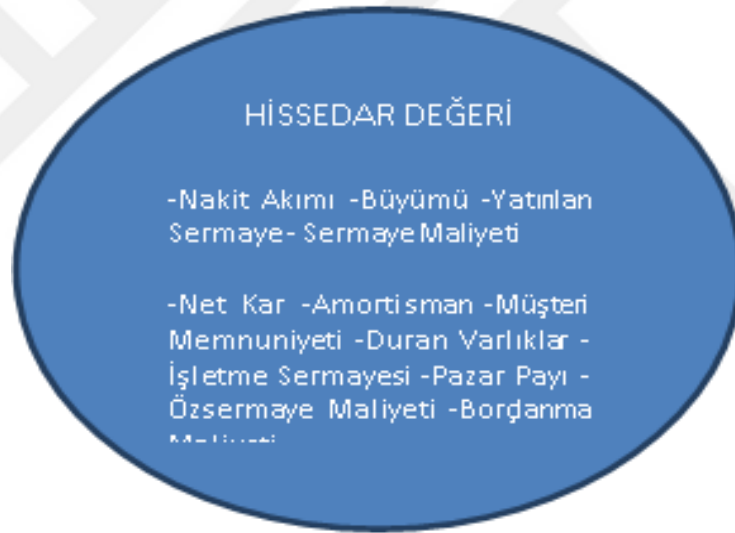 HİSSEDAR DEĞERİ
-Nakit Akımı -Büyümü -Yatırılan
Sermaye- Sermaye Maliyeti
-Net Kar -Amortisman -Müşteri
Memnuniyeti -Duran Varlıklar -
İşletme Sermayesi -Pazar Payı -
Özsermaye Maliyeti -Borçlanma